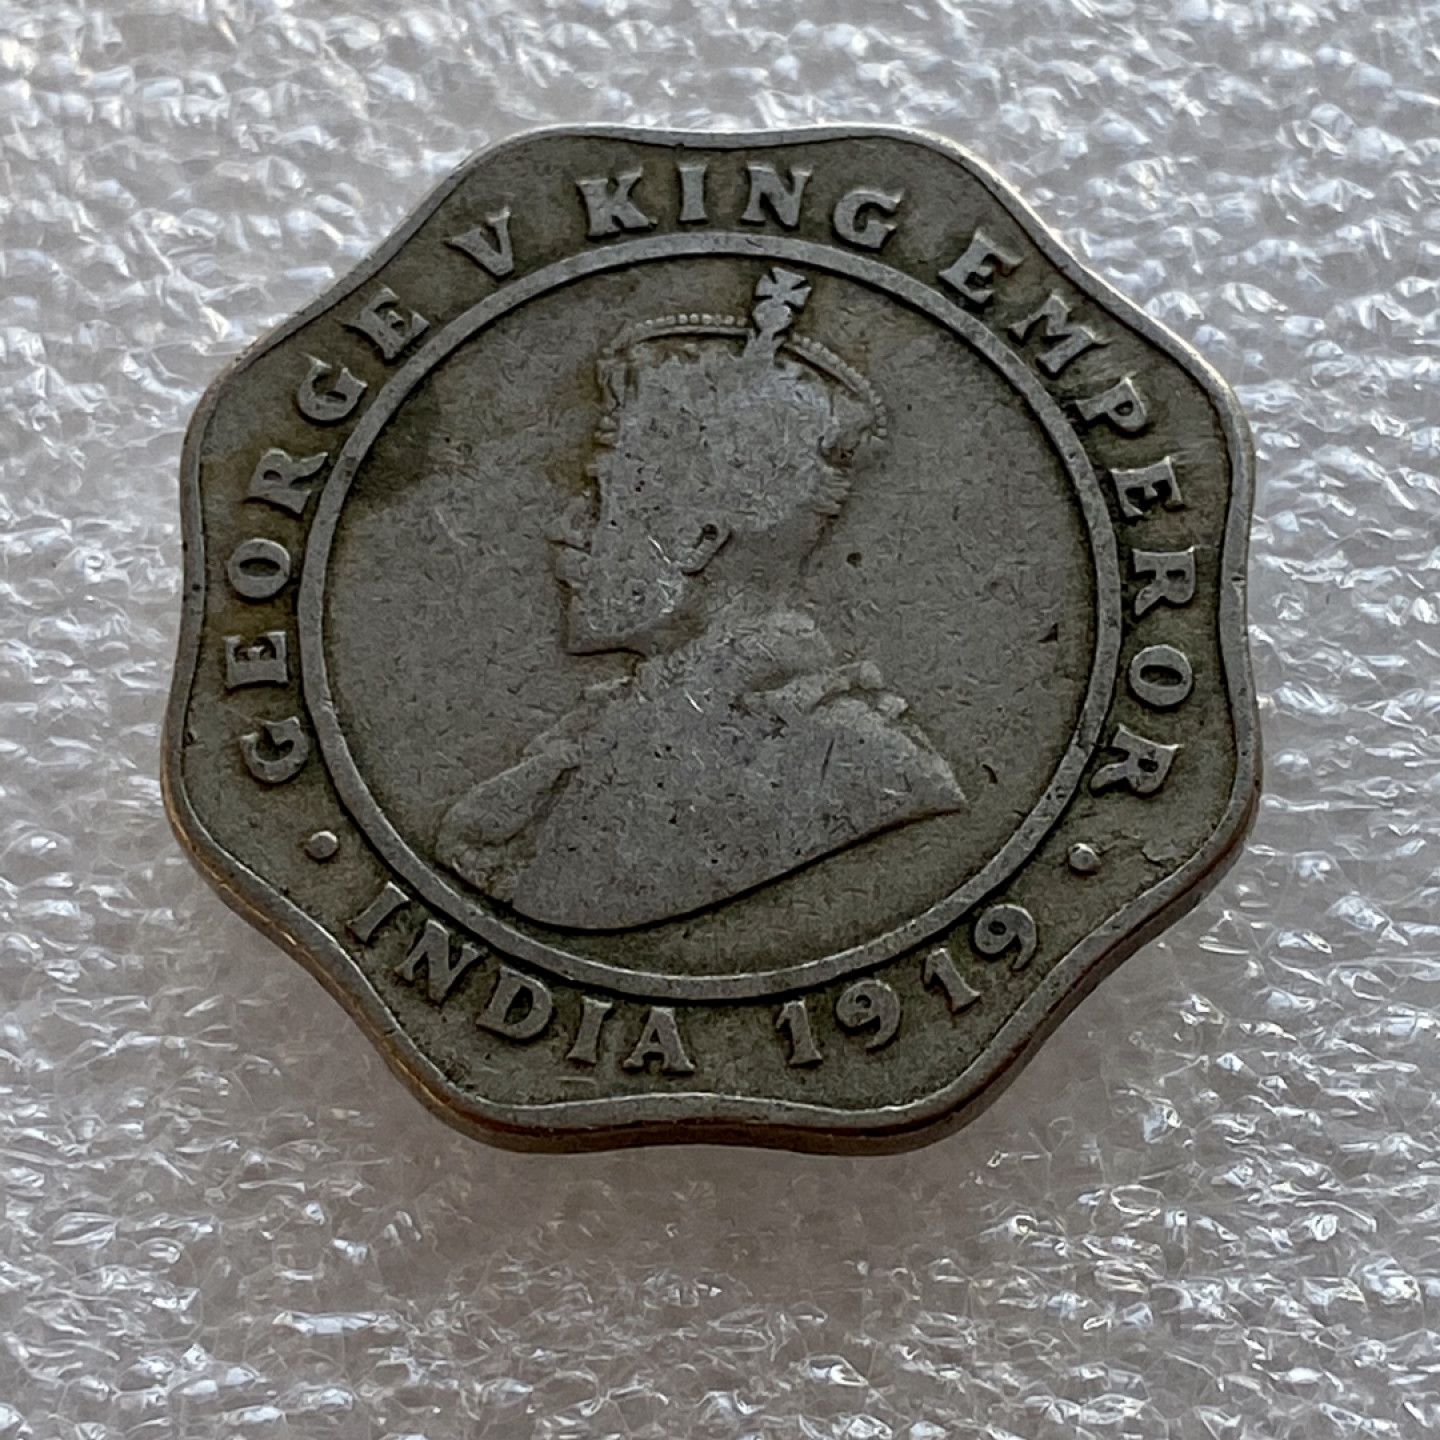 GEORGE V KING EMPEROR
• INDIA 1919 •